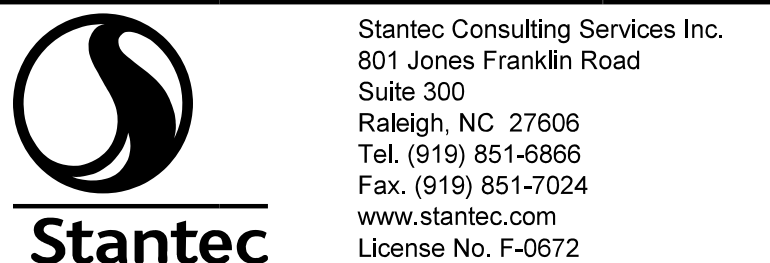 Stantec Consulting Services Inc.
801 Jones Franklin Road
Suite 300
Raleigh, NC 27606
Tel. (919) 851-6866
Fax. (919) 851-7024
www.stantec.com
License No. F-0672
Stantec